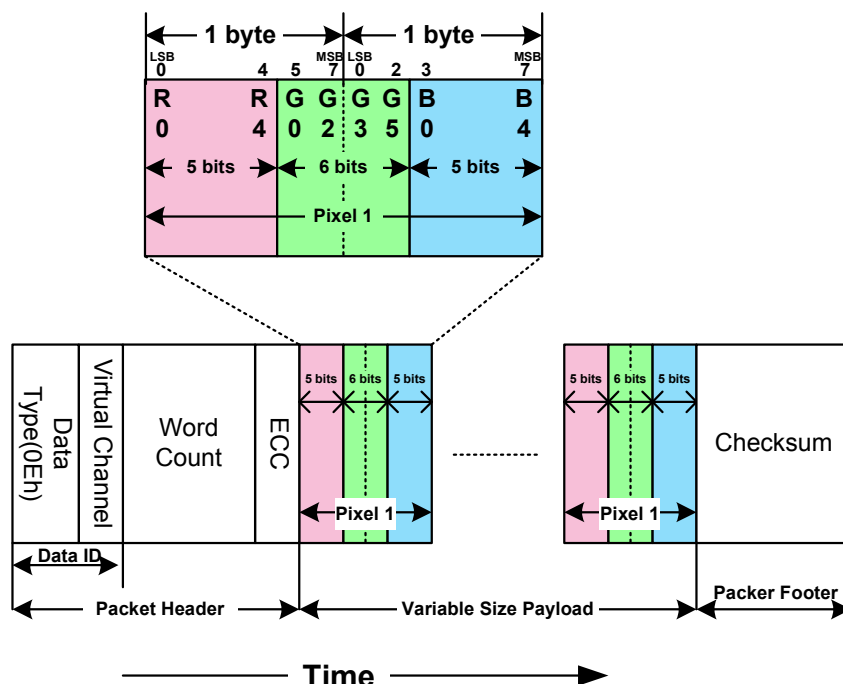 1 byte 1 byte
LSB MSB LSB MSB
0 4 5 7 0 2 3 7
R R G G G G B B
0 4 0 2 3 5 0 4
5 bits 6 bits 5 bits
Pixel 1
Data Type(0Eh)
Virtual Channel
Word Count
ECC
5 bits 6 bits 5 bits
Pixel 1
5 bits 6 bits 5 bits
Pixel 1
Checksum
Data ID
Packet Header Variable Size Payload Packer Footer
Time